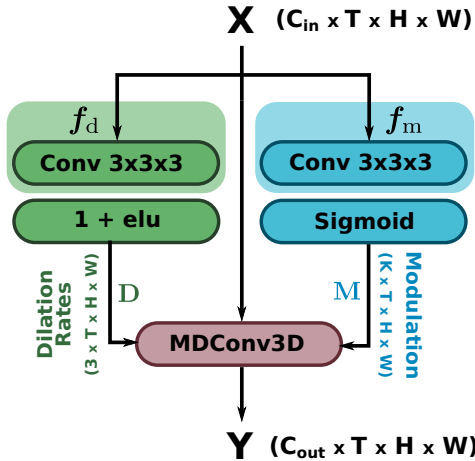 X (C_in x T x H x W)
f_d
f_m
Conv 3x3x3
Conv 3x3x3
1 + elu
Sigmoid
Dilation
Rates
(3 x T x H x W)
D
M
(K x T x H x W)
Modulation
MDConv3D
Y (C_out x T x H x W)